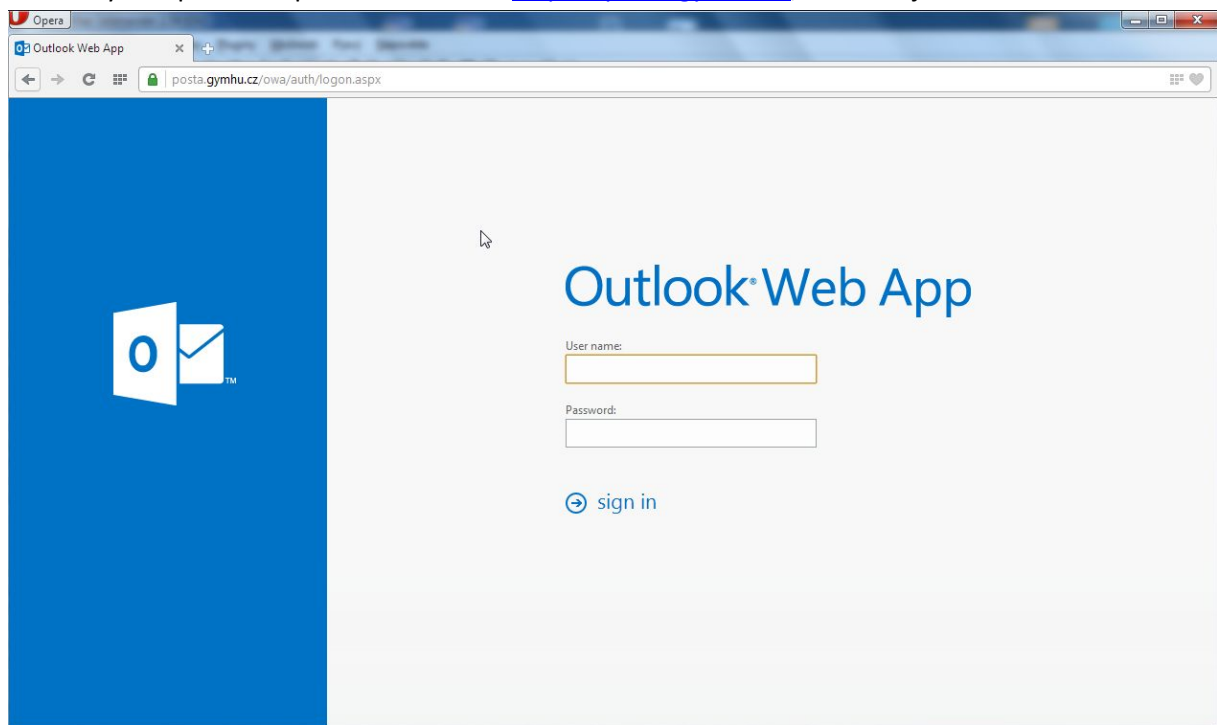 Opera
Outlook Web App
posta.gymhu.cz/owa/auth/logon.aspx
Outlook® Web App
User name:
O
TM
Password:
sign in